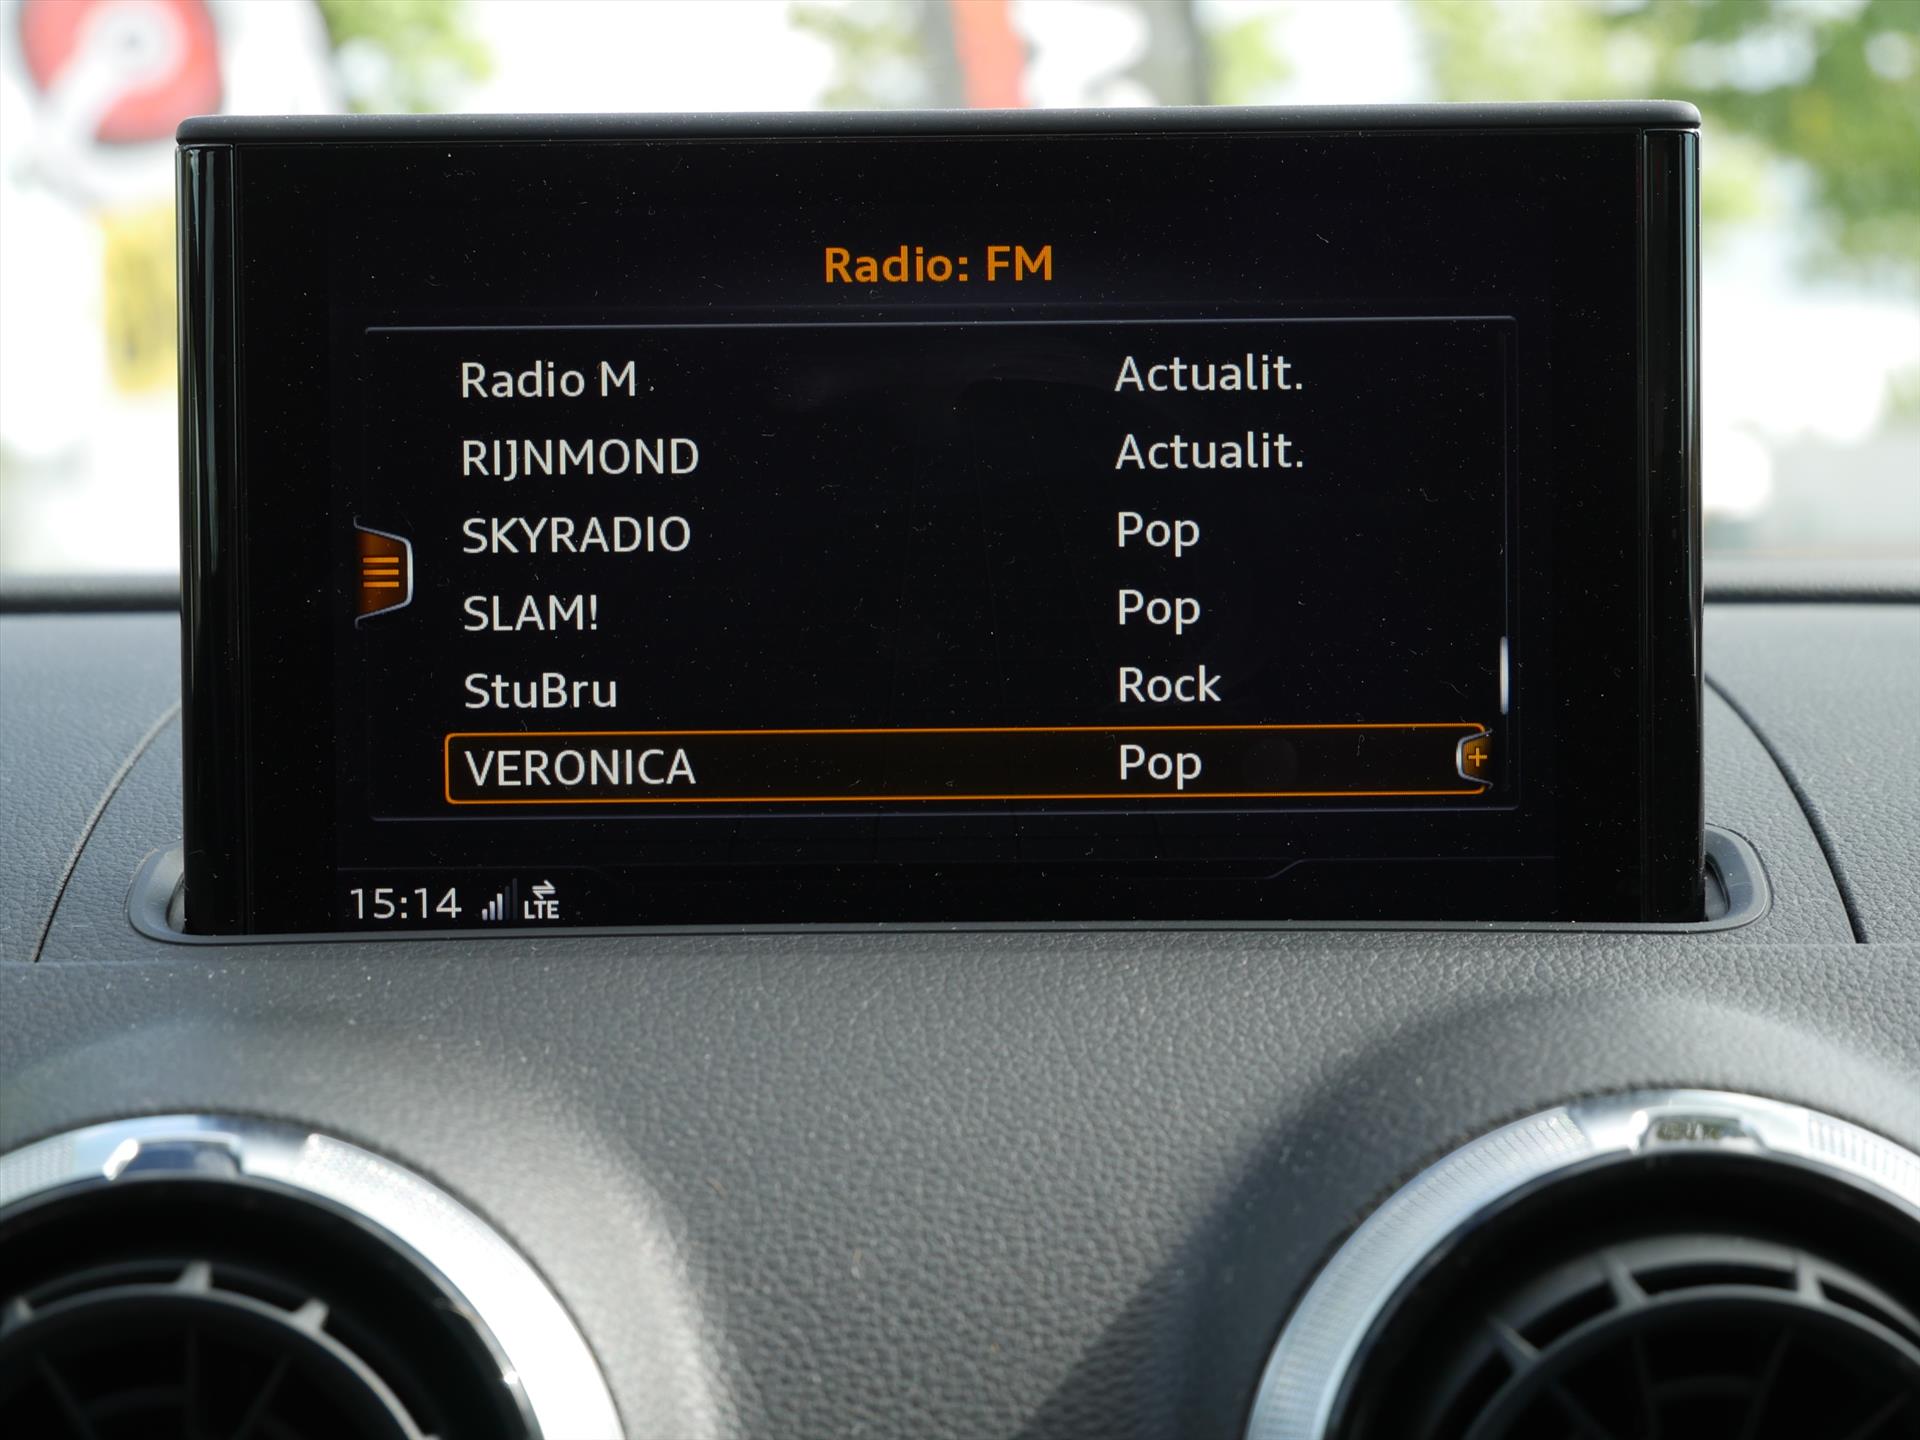 Radio: FM
Radio M Actualit.
RIJNMOND Actualit.
SKYRADIO Pop
SLAM! Pop
StuBru Rock
VERONICA Pop +
15:14 LTE